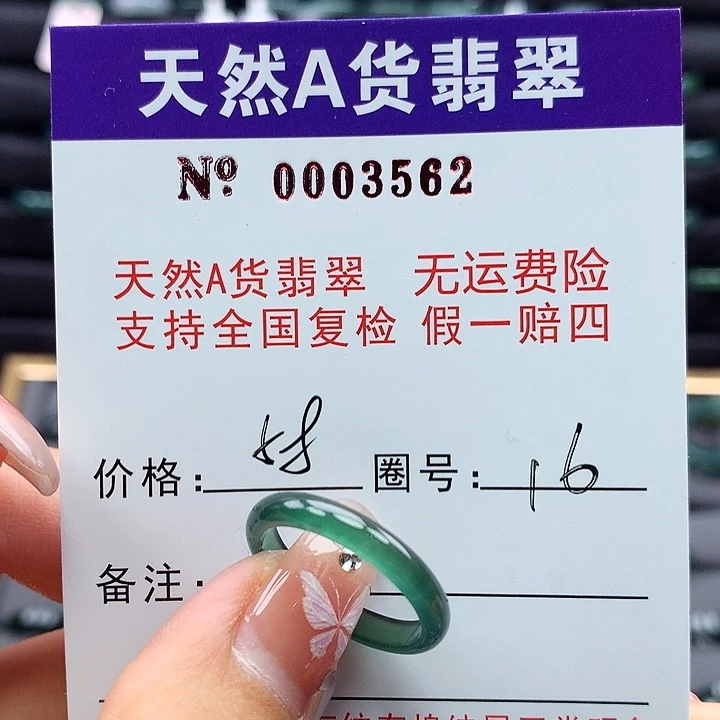 天然A货翡翠
Nº. 0003562
天然A货翡翠 无运费险
支持全国复检 假一赔四
价格: 58 圈号: 16
备注: